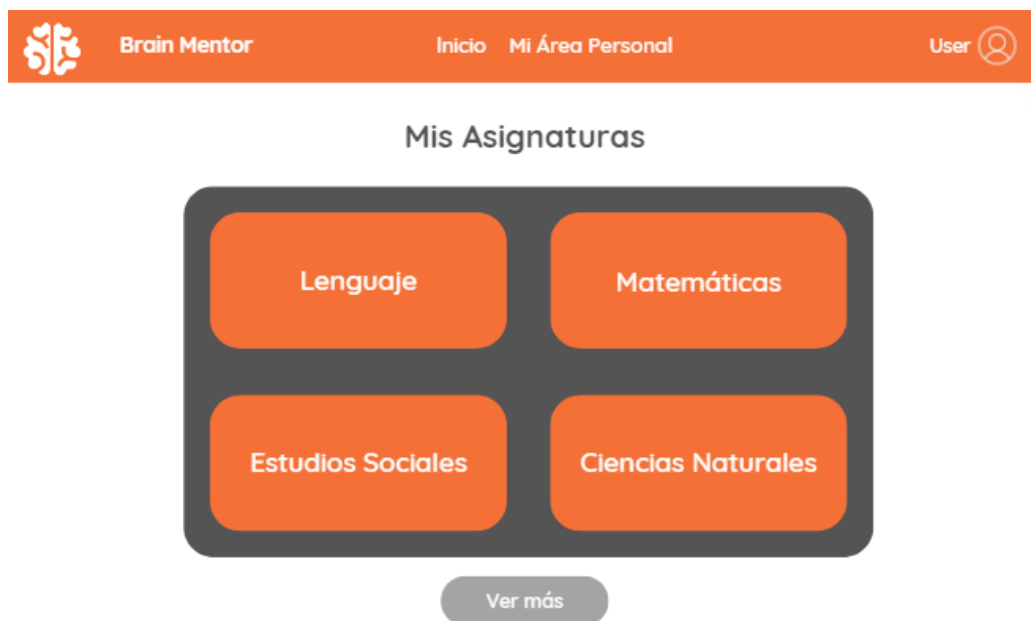 Brain Mentor Inicio Mi Área Personal User
Mis Asignaturas
Lenguaje Matemáticas
Estudios Sociales Ciencias Naturales
Ver más